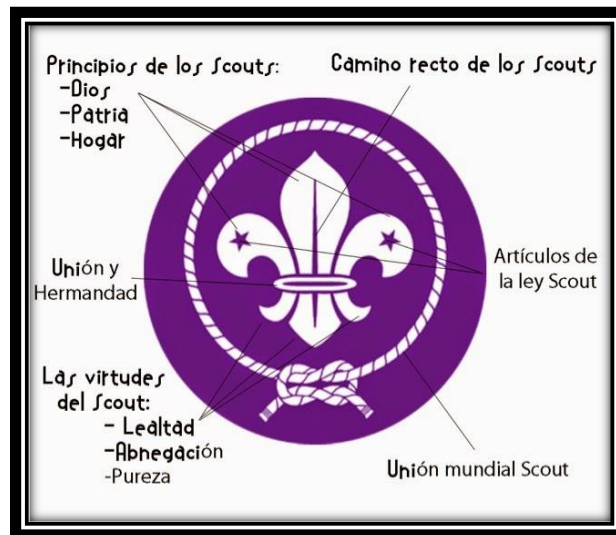 Principios de los Scouts:
-Dios
-Patria
-Hogar
Camino recto de los Scouts
Unión y
Hermandad
Artículos de
la ley Scout
Las virtudes
del Scout:
- Lealtad
-Abnegación
-Pureza
Unión mundial Scout